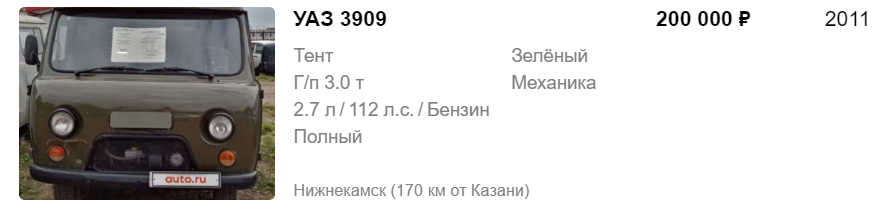 УАЗ 3909 200 000 ₽ 2011
Тент Зелёный
Г/п 3.0 т Механика
2.7 л / 112 л.с. / Бензин
Полный
auto.ru
Нижнекамск (170 км от Казани)